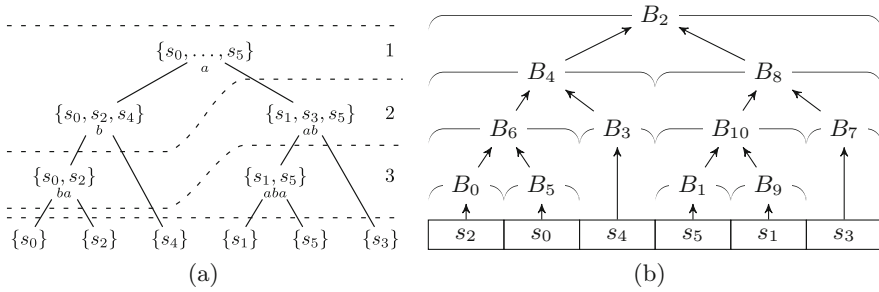 {s₀, . . . , s₅} 1
a
{s₀, s₂, s₄} {s₁, s₃, s₅} 2
b ab
{s₀, s₂} {s₁, s₅} 3
ba aba
{s₀} {s₂} {s₄} {s₁} {s₅} {s₃}
(a)
B₂
B₄ B₈
B₆ B₃ B₁₀ B₇
B₀ B₅ B₁ B₉
s₂ s₀ s₄ s₅ s₁ s₃
(b)